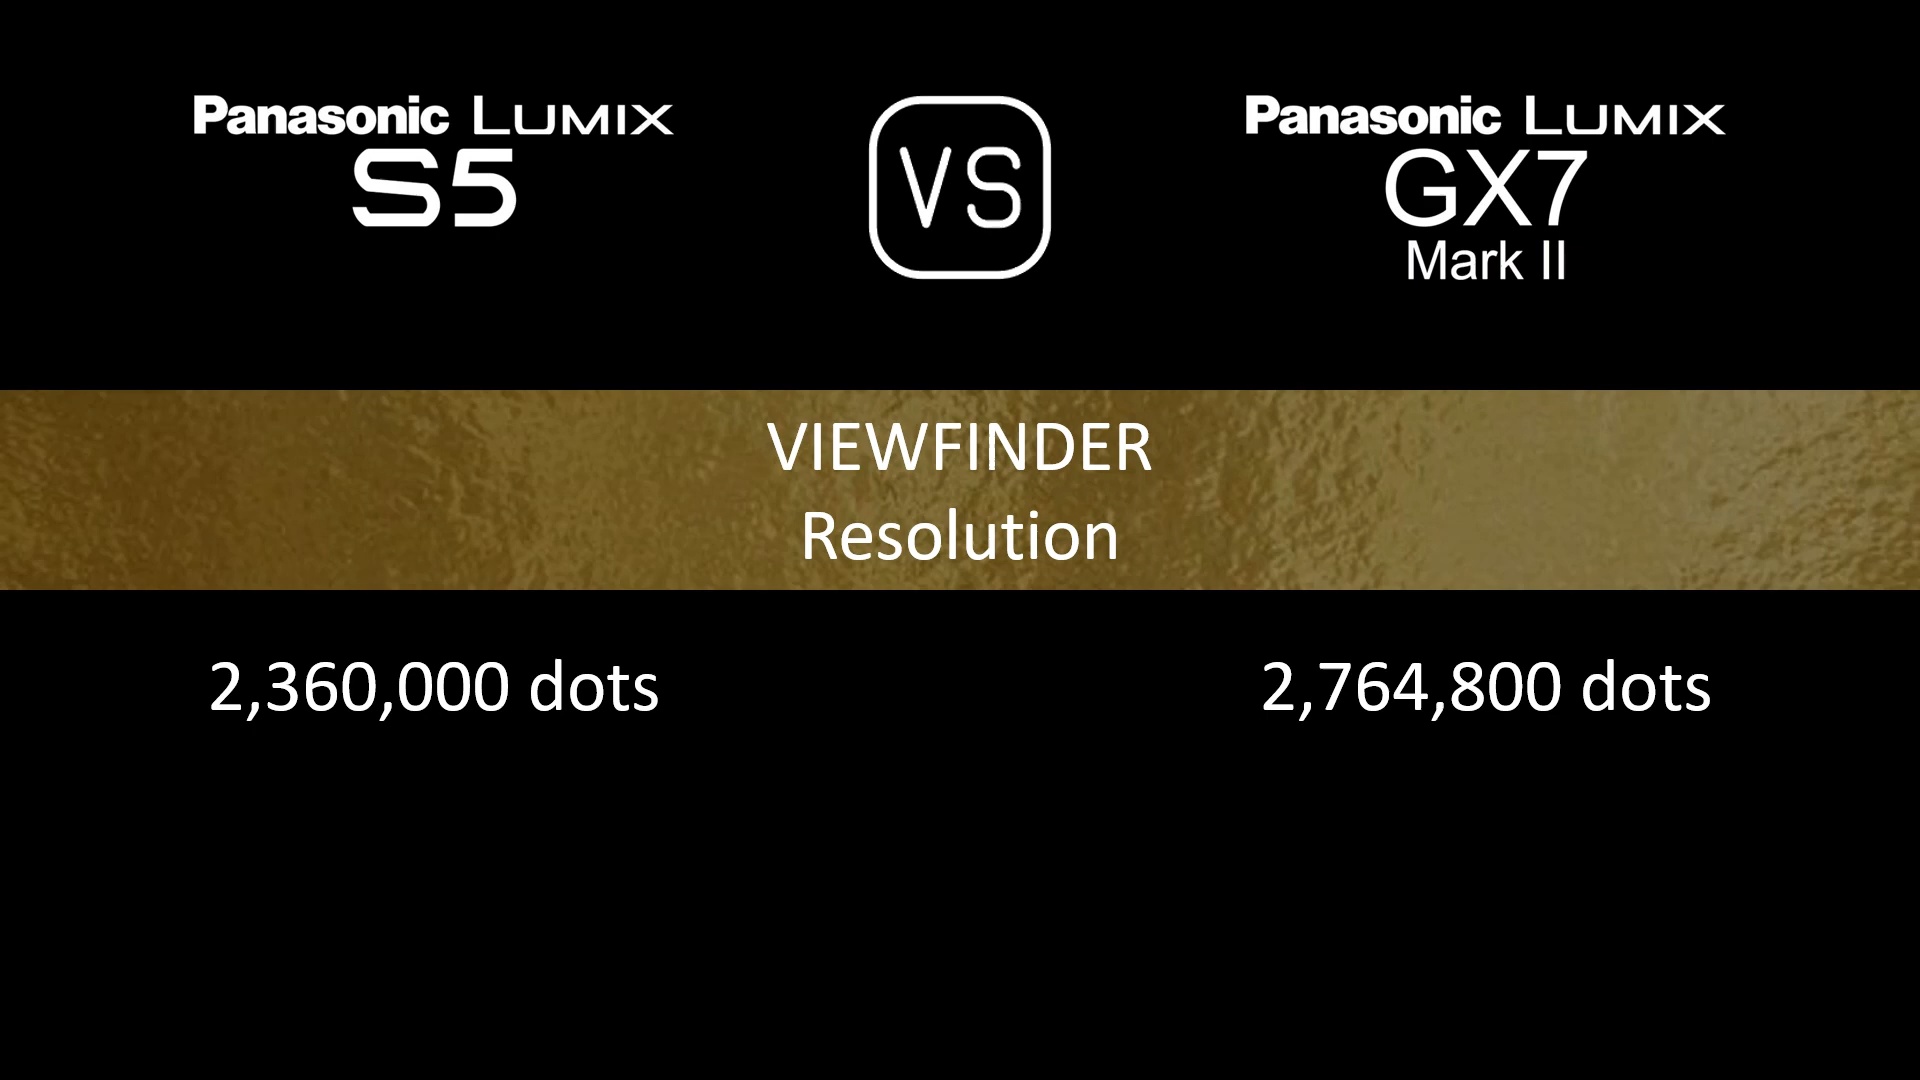 Panasonic LUMIX
S5
VS
Panasonic LUMIX
GX7
Mark II
VIEWFINDER
Resolution
2,360,000 dots
2,764,800 dots